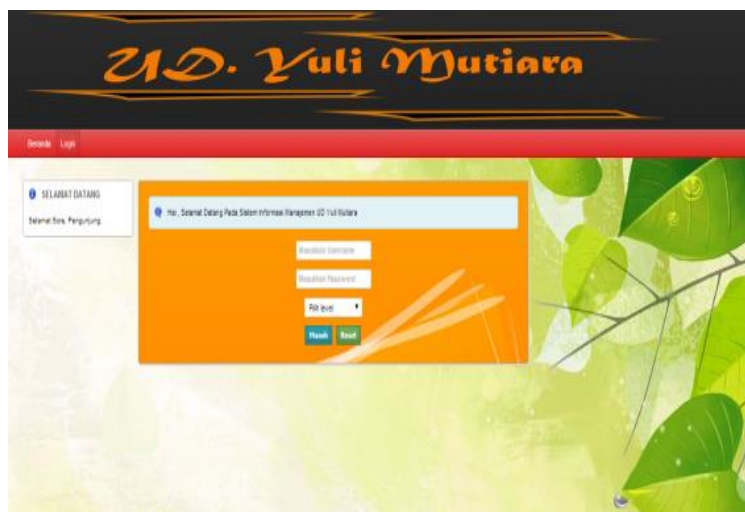 UD. Yuli Mutiara
Beranda Login
SELAMAT DATANG
Selamat Sore, Pengunjung.
Hai , Selamat Datang Pada Sistem Informasi Manajemen UD Yuli Mutiara
Masukkan Username
Masukkan Password
Pilih level
Masuk Reset